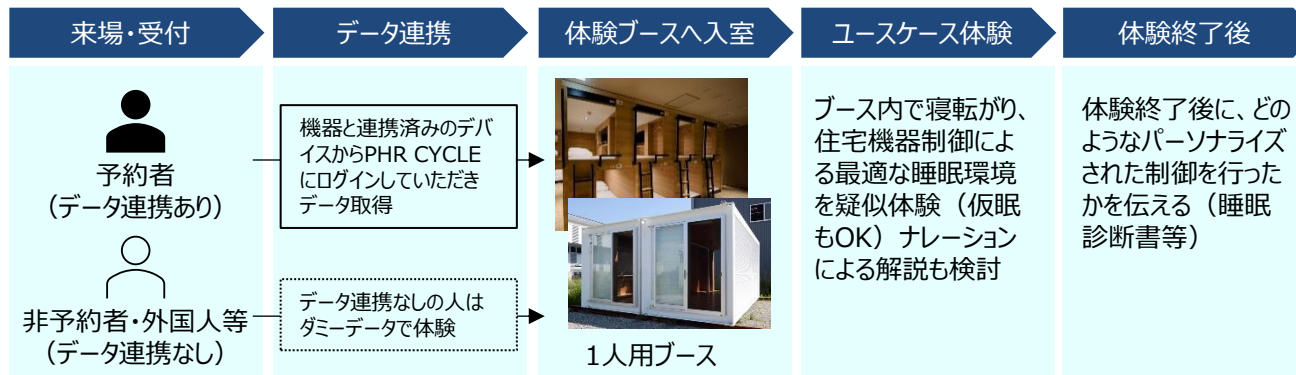 来場・受付
データ連携
体験ブースへ入室
ユースケース体験
体験終了後
予約者
（データ連携あり）
非予約者・外国人等
（データ連携なし）
機器と連携済みのデバ
イスからPHR CYCLE
にログインしていただき
データ取得
データ連携なしの人は
ダミーデータで体験
1人用ブース
ブース内で寝転がり、
住宅機器制御によ
る最適な睡眠環境
を疑似体験（仮眠
もOK）ナレーション
による解説も検討
体験終了後に、どの
ようなパーソナライズ
された制御を行った
かを伝える（睡眠
診断書等）